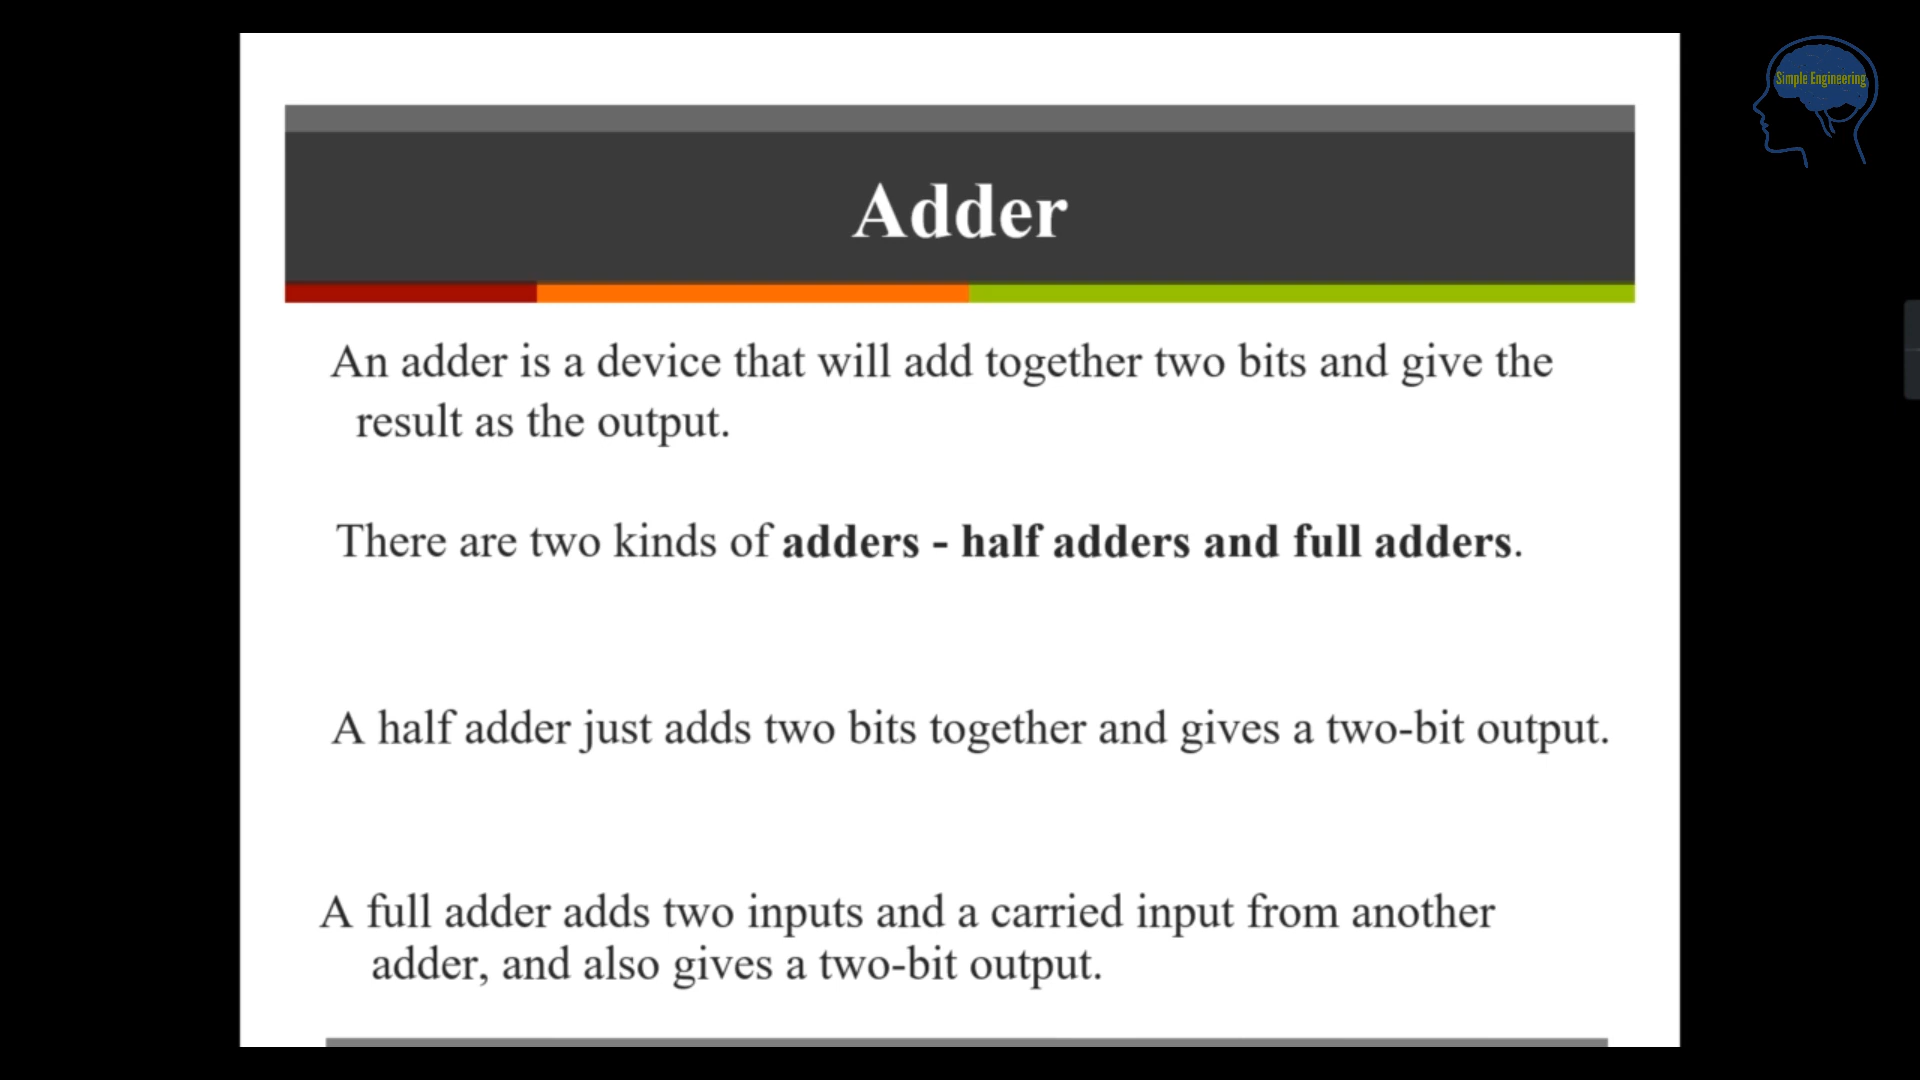 Simple Engineering
Adder
An adder is a device that will add together two bits and give the
result as the output.
There are two kinds of adders - half adders and full adders.
A half adder just adds two bits together and gives a two-bit output.
A full adder adds two inputs and a carried input from another
adder, and also gives a two-bit output.